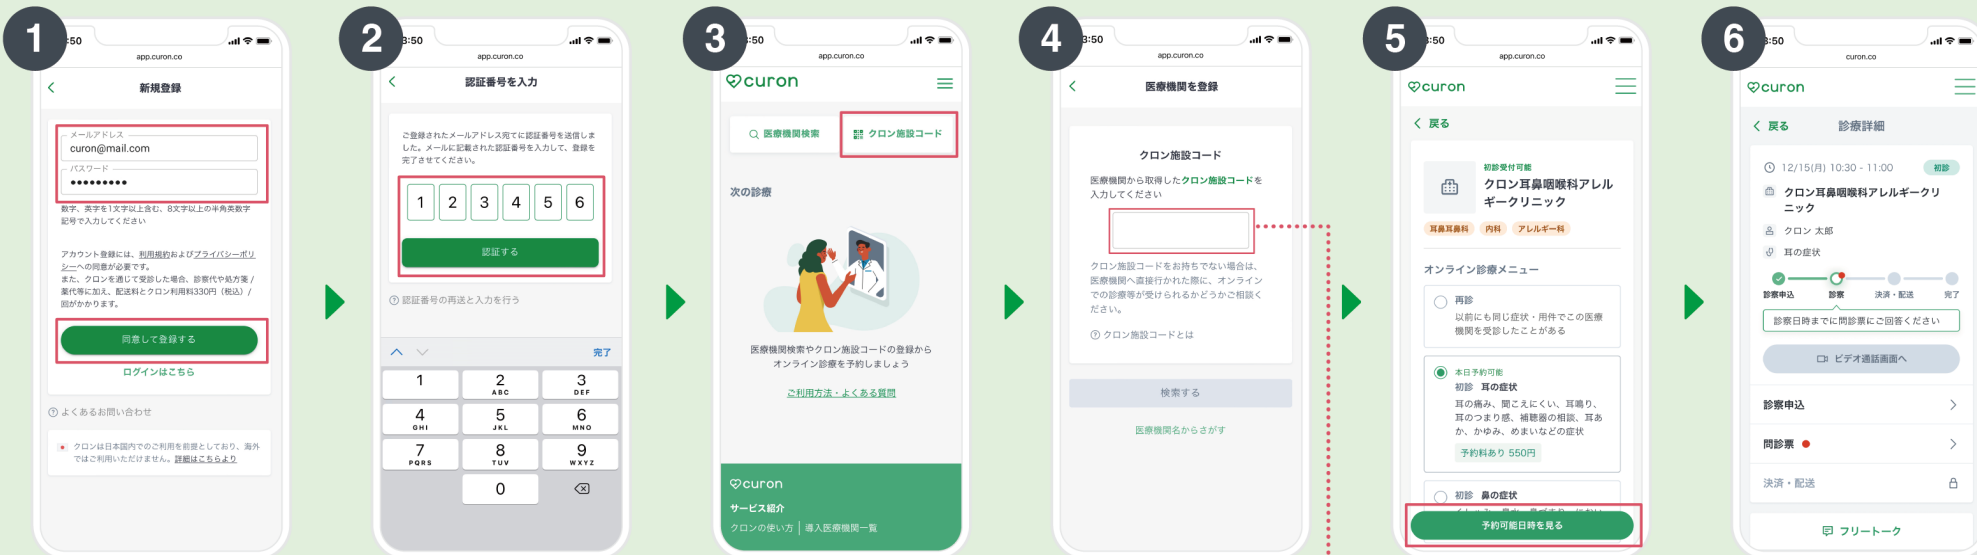 1
3:50
app.curon.co
新規登録
メールアドレス
curon@mail.com
パスワード
•••••••••
数字、英字を1文字以上含む、8文字以上の半角英数字
記号で入力してください
アカウント登録には、利用規約およびプライバシーポリ
シーへの同意が必要です。
また、クロンを通じて受診した場合、診察代や処方箋 /
薬代等に加え、配送料とクロン利用料330円（税込）/
回がかかります。
同意して登録する
ログインはこちら
よくあるお問い合わせ
クロンは日本国内でのご利用を前提としており、海外
ではご利用いただけません。詳細はこちらより
2
3:50
app.curon.co
認証番号を入力
ご登録されたメールアドレス宛てに認証番号を送信しま
した。メールに記載された認証番号を入力して、登録を
完了させてください。
1 2 3 4 5 6
認証する
認証番号の再送と入力を行う
完了
1 2 3
ABC DEF
4 5 6
GHI JKL MNO
7 8 9
PQRS TUV WXYZ
0
3
3:50
app.curon.co
curon
医療機関検索 クロン施設コード
次の診療
医療機関検索やクロン施設コードの登録から
オンライン診療を予約しましょう
ご利用方法・よくある質問
curon
サービス紹介
クロンの使い方 | 導入医療機関一覧
4
3:50
app.curon.co
医療機関を登録
クロン施設コード
医療機関から取得したクロン施設コードを
入力してください
クロン施設コードをお持ちでない場合は、
医療機関へ直接行かれた際に、オンライン
での診療等が受けられるかどうかご相談く
ださい。
クロン施設コードとは
検索する
医療機関名からさがす
5
3:50
app.curon.co
curon
戻る
初診受付可能
クロン耳鼻咽喉科アレル
ギークリニック
耳鼻耳鼻科 内科 アレルギー科
オンライン診療メニュー
再診
以前にも同じ症状・用件でこの医療
機関を受診したことがある
本日予約可能
初診 耳の症状
耳の痛み、聞こえにくい、耳鳴り、
耳のつまり感、補聴器の相談、耳あ
か、かゆみ、めまいなどの症状
予約料あり 550円
初診 鼻の症状
予約可能日時を見る
6
3:50
curon.co
curon
戻る 診療詳細
12/15(月) 10:30 - 11:00 初診
クロン耳鼻咽喉科アレルギークリ
ニック
クロン 太郎
耳の症状
診察申込 診察 決済・配送 完了
診察日時までに問診票にご回答ください
ビデオ通話画面へ
診察申込
問診票
決済・配送
フリートーク